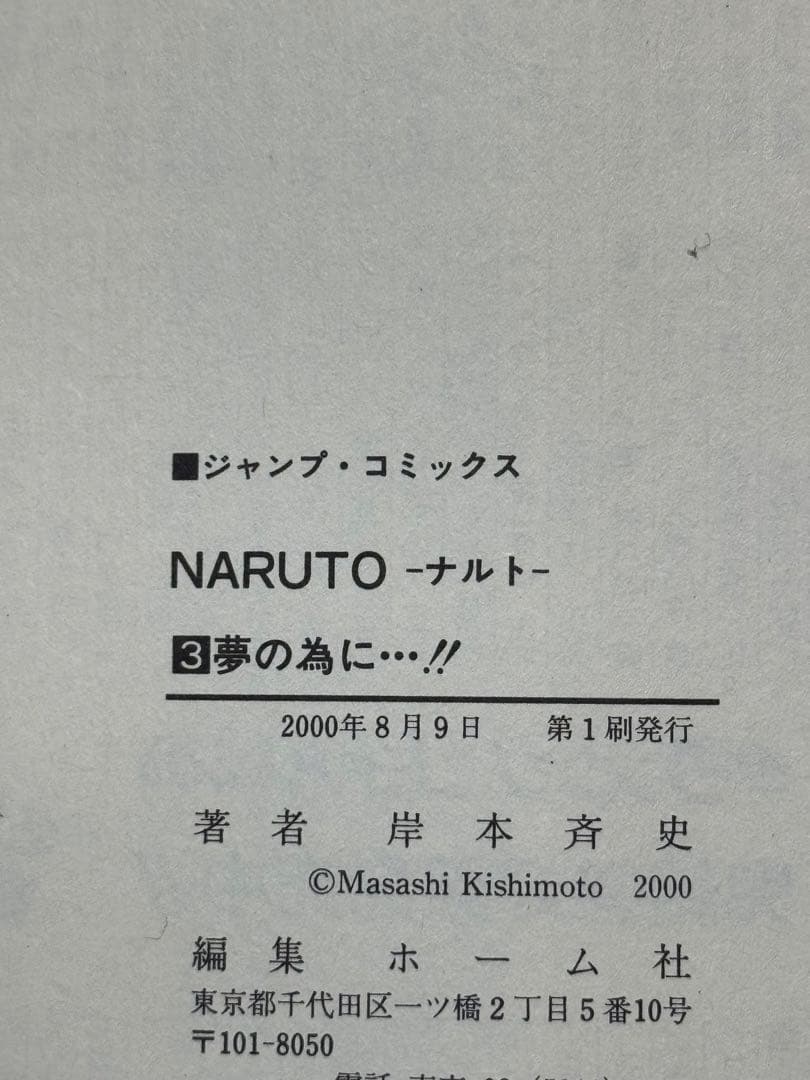 ■ジャンプ・コミックス
NARUTO -ナルト-
3夢の為に…!!
2000年8月9日 第1刷発行
著者 岸本斉史
©Masashi Kishimoto 2000
編集 ホーム社
東京都千代田区一ツ橋2丁目5番10号
〒101-8050